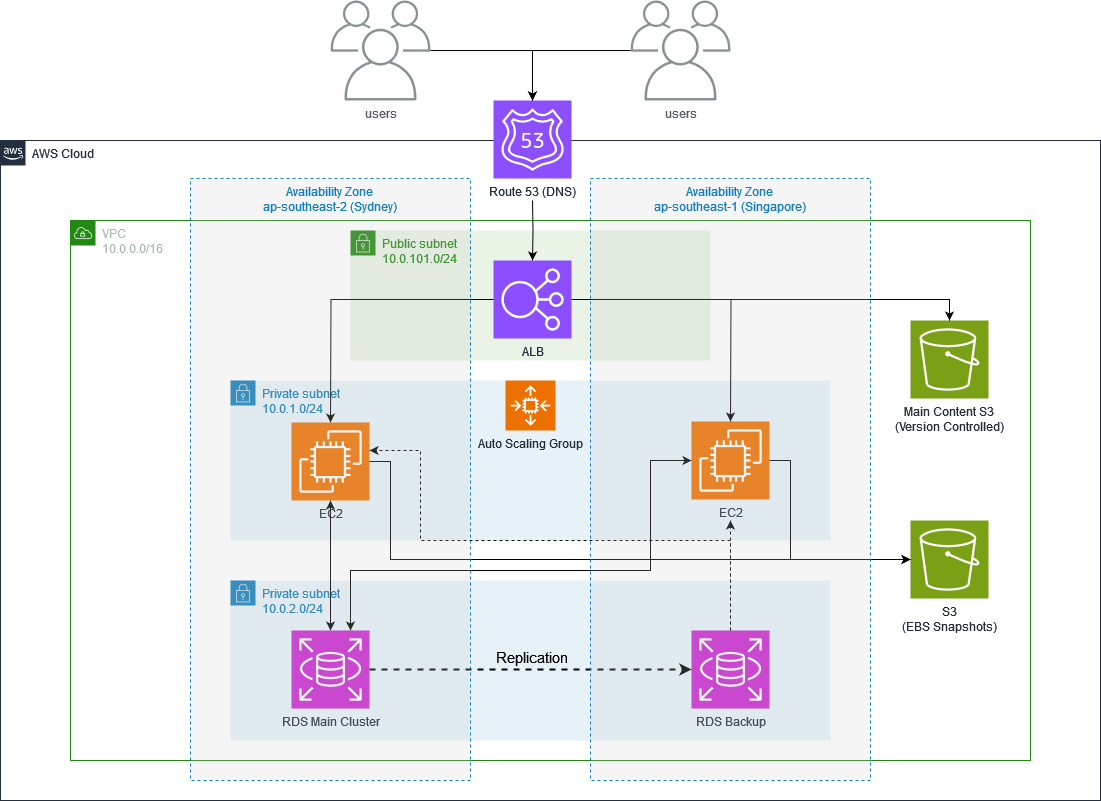 users
users
53
Route 53 (DNS)
aws
AWS Cloud
Availability Zone
ap-southeast-2 (Sydney)
Availability Zone
ap-southeast-1 (Singapore)
VPC
10.0.0.0/16
Public subnet
10.0.101.0/24
ALB
Main Content S3
(Version Controlled)
Private subnet
10.0.1.0/24
Auto Scaling Group
EC2
EC2
S3
(EBS Snapshots)
Private subnet
10.0.2.0/24
Replication
RDS Main Cluster
RDS Backup